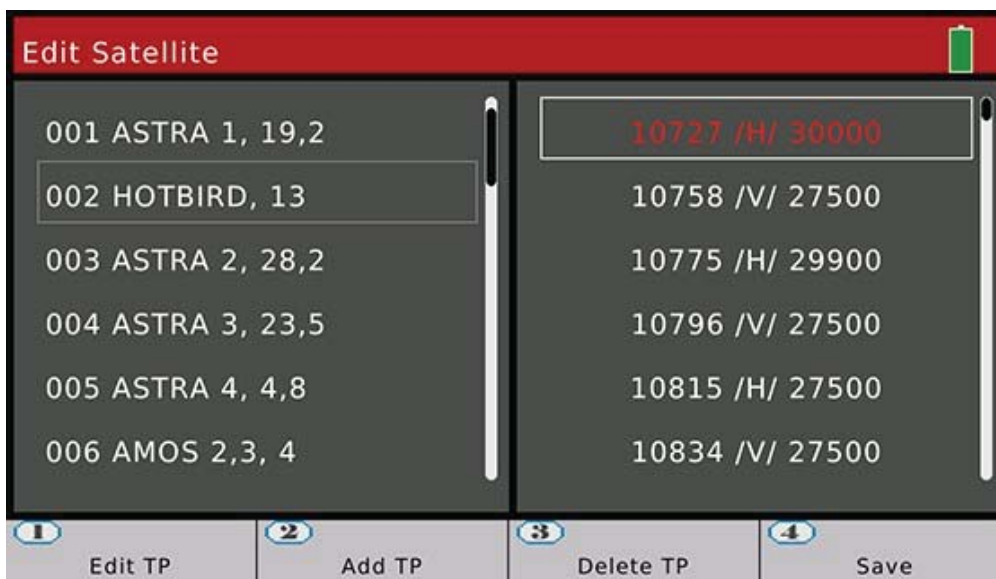 Edit Satellite
001 ASTRA 1, 19,2
002 HOTBIRD, 13
003 ASTRA 2, 28,2
004 ASTRA 3, 23,5
005 ASTRA 4, 4,8
006 AMOS 2,3, 4
10727 /H/ 30000
10758 /V/ 27500
10775 /H/ 29900
10796 /V/ 27500
10815 /H/ 27500
10834 /V/ 27500
1 Edit TP
2 Add TP
3 Delete TP
4 Save